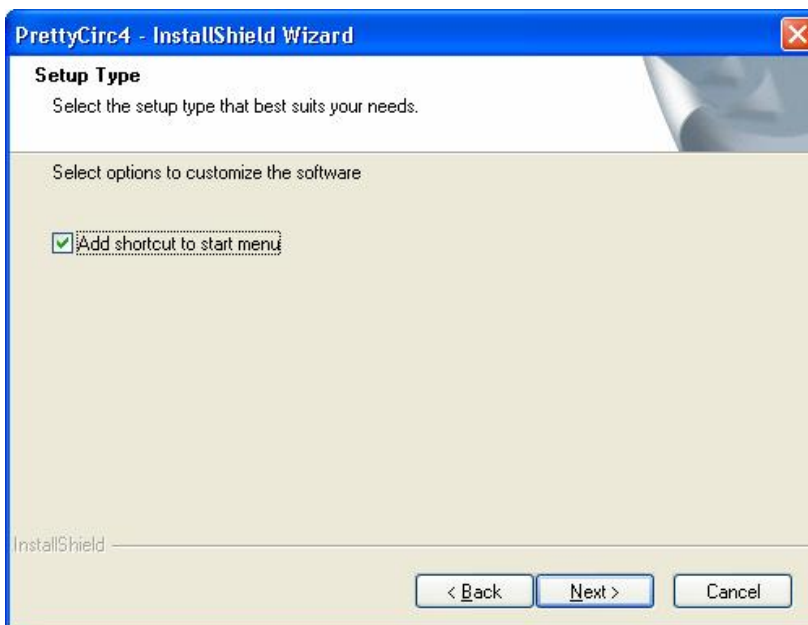 PrettyCirc4 - InstallShield Wizard
Setup Type
Select the setup type that best suits your needs.
Select options to customize the software
Add shortcut to start menu
InstallShield
< Back Next > Cancel